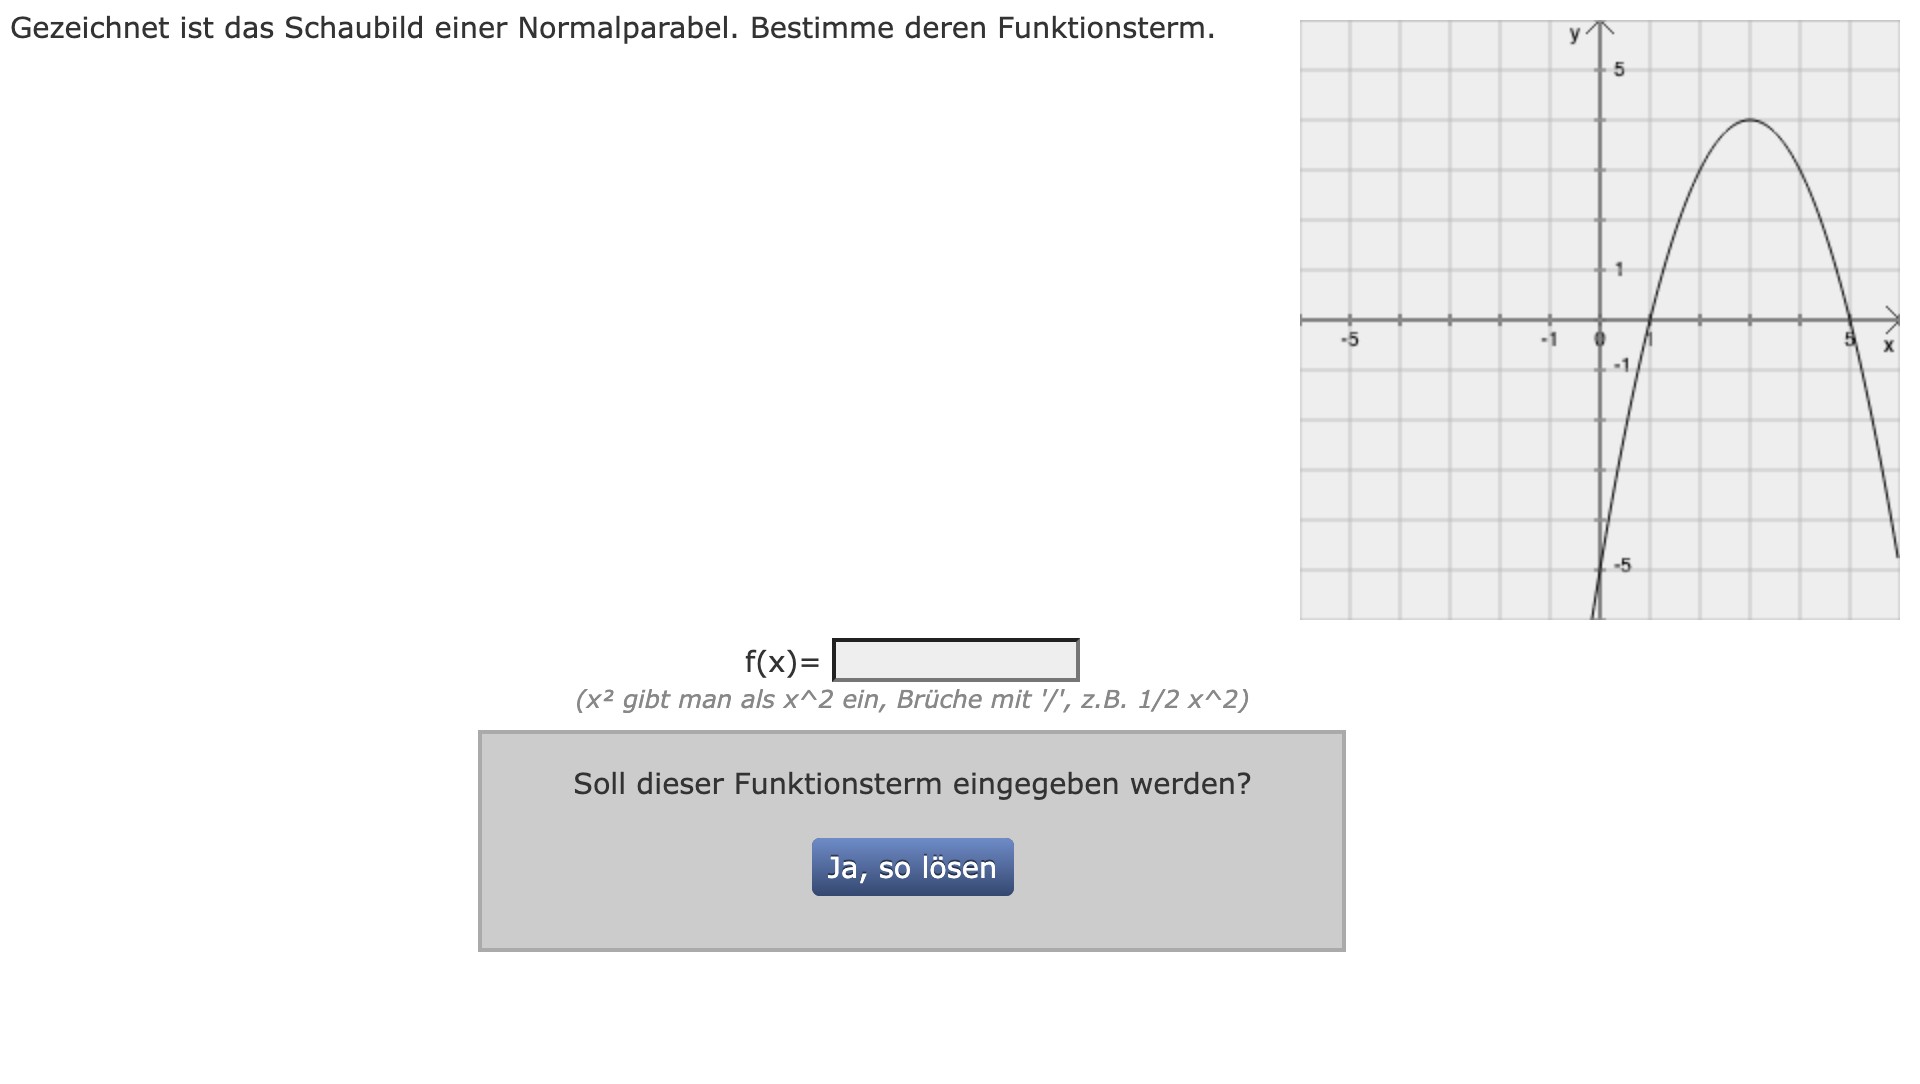 Gezeichnet ist das Schaubild einer Normalparabel. Bestimme deren Funktionsterm.
y
5
1
-5 -1 0 1 5 x
-1
-5
f(x)=
(x² gibt man als x^2 ein, Brüche mit '/', z.B. 1/2 x^2)
Soll dieser Funktionsterm eingegeben werden?
Ja, so lösen